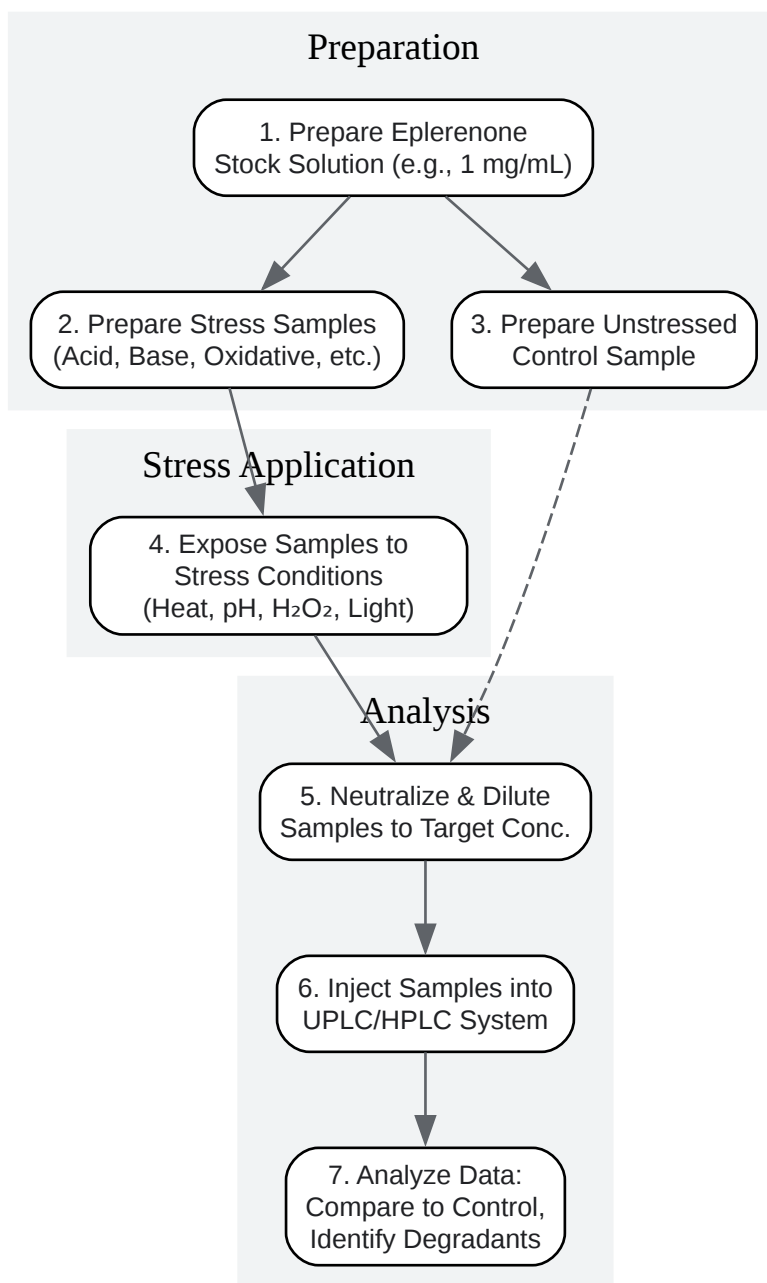 Preparation
1. Prepare Eplerenone
Stock Solution (e.g., 1 mg/mL)
2. Prepare Stress Samples
(Acid, Base, Oxidative, etc.)
3. Prepare Unstressed
Control Sample
Stress Application
4. Expose Samples to
Stress Conditions
(Heat, pH, H₂O₂, Light)
Analysis
5. Neutralize & Dilute
Samples to Target Conc.
6. Inject Samples into
UPLC/HPLC System
7. Analyze Data:
Compare to Control,
Identify Degradants